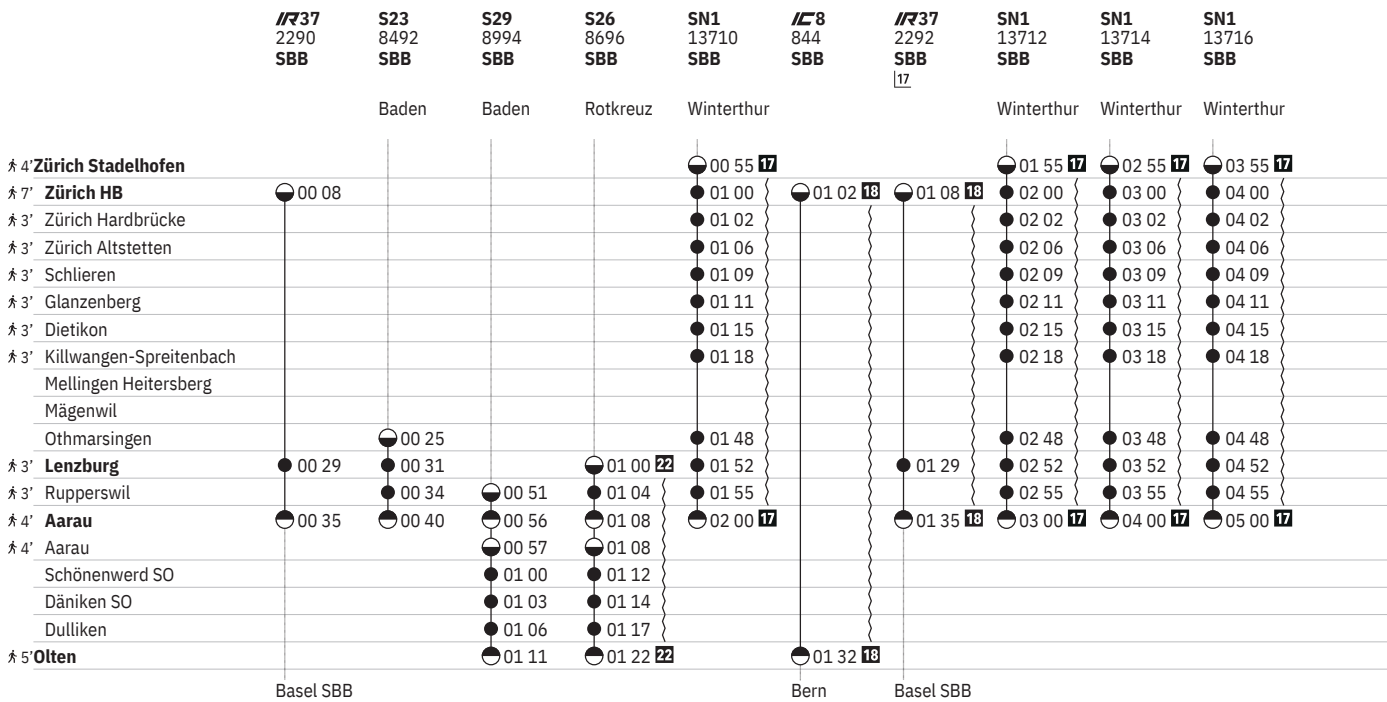 IR37 S23 S29 S26 SN1 IC8 IR37 SN1 SN1 SN1
2290 8492 8994 8696 13710 844 2292 13712 13714 13716
SBB SBB SBB SBB SBB SBB SBB SBB SBB SBB
17
Baden Baden Rotkreuz Winterthur Winterthur Winterthur Winterthur
4' Zürich Stadelhofen 00 55 17 01 55 17 02 55 17 03 55 17
7' Zürich HB 00 08 01 00 01 02 18 01 08 18 02 00 03 00 04 00
3' Zürich Hardbrücke 01 02 02 02 03 02 04 02
3' Zürich Altstetten 01 06 02 06 03 06 04 06
3' Schlieren 01 09 02 09 03 09 04 09
3' Glanzenberg 01 11 02 11 03 11 04 11
3' Dietikon 01 15 02 15 03 15 04 15
3' Killwangen-Spreitenbach 01 18 02 18 03 18 04 18
Mellingen Heitersberg
Mägenwil
Othmarsingen 00 25 01 48 02 48 03 48 04 48
3' Lenzburg 00 29 00 31 01 00 22 01 52 01 29 02 52 03 52 04 52
3' Rupperswil 00 34 00 51 01 04 01 55 02 55 03 55 04 55
4' Aarau 00 35 00 40 00 56 01 08 02 00 17 01 35 18 03 00 17 04 00 17 05 00 17
4' Aarau 00 57 01 08
Schönenwerd SO 01 00 01 12
Däniken SO 01 03 01 14
Dulliken 01 06 01 17
5' Olten 01 11 01 22 22 01 32 18
Basel SBB Bern Basel SBB